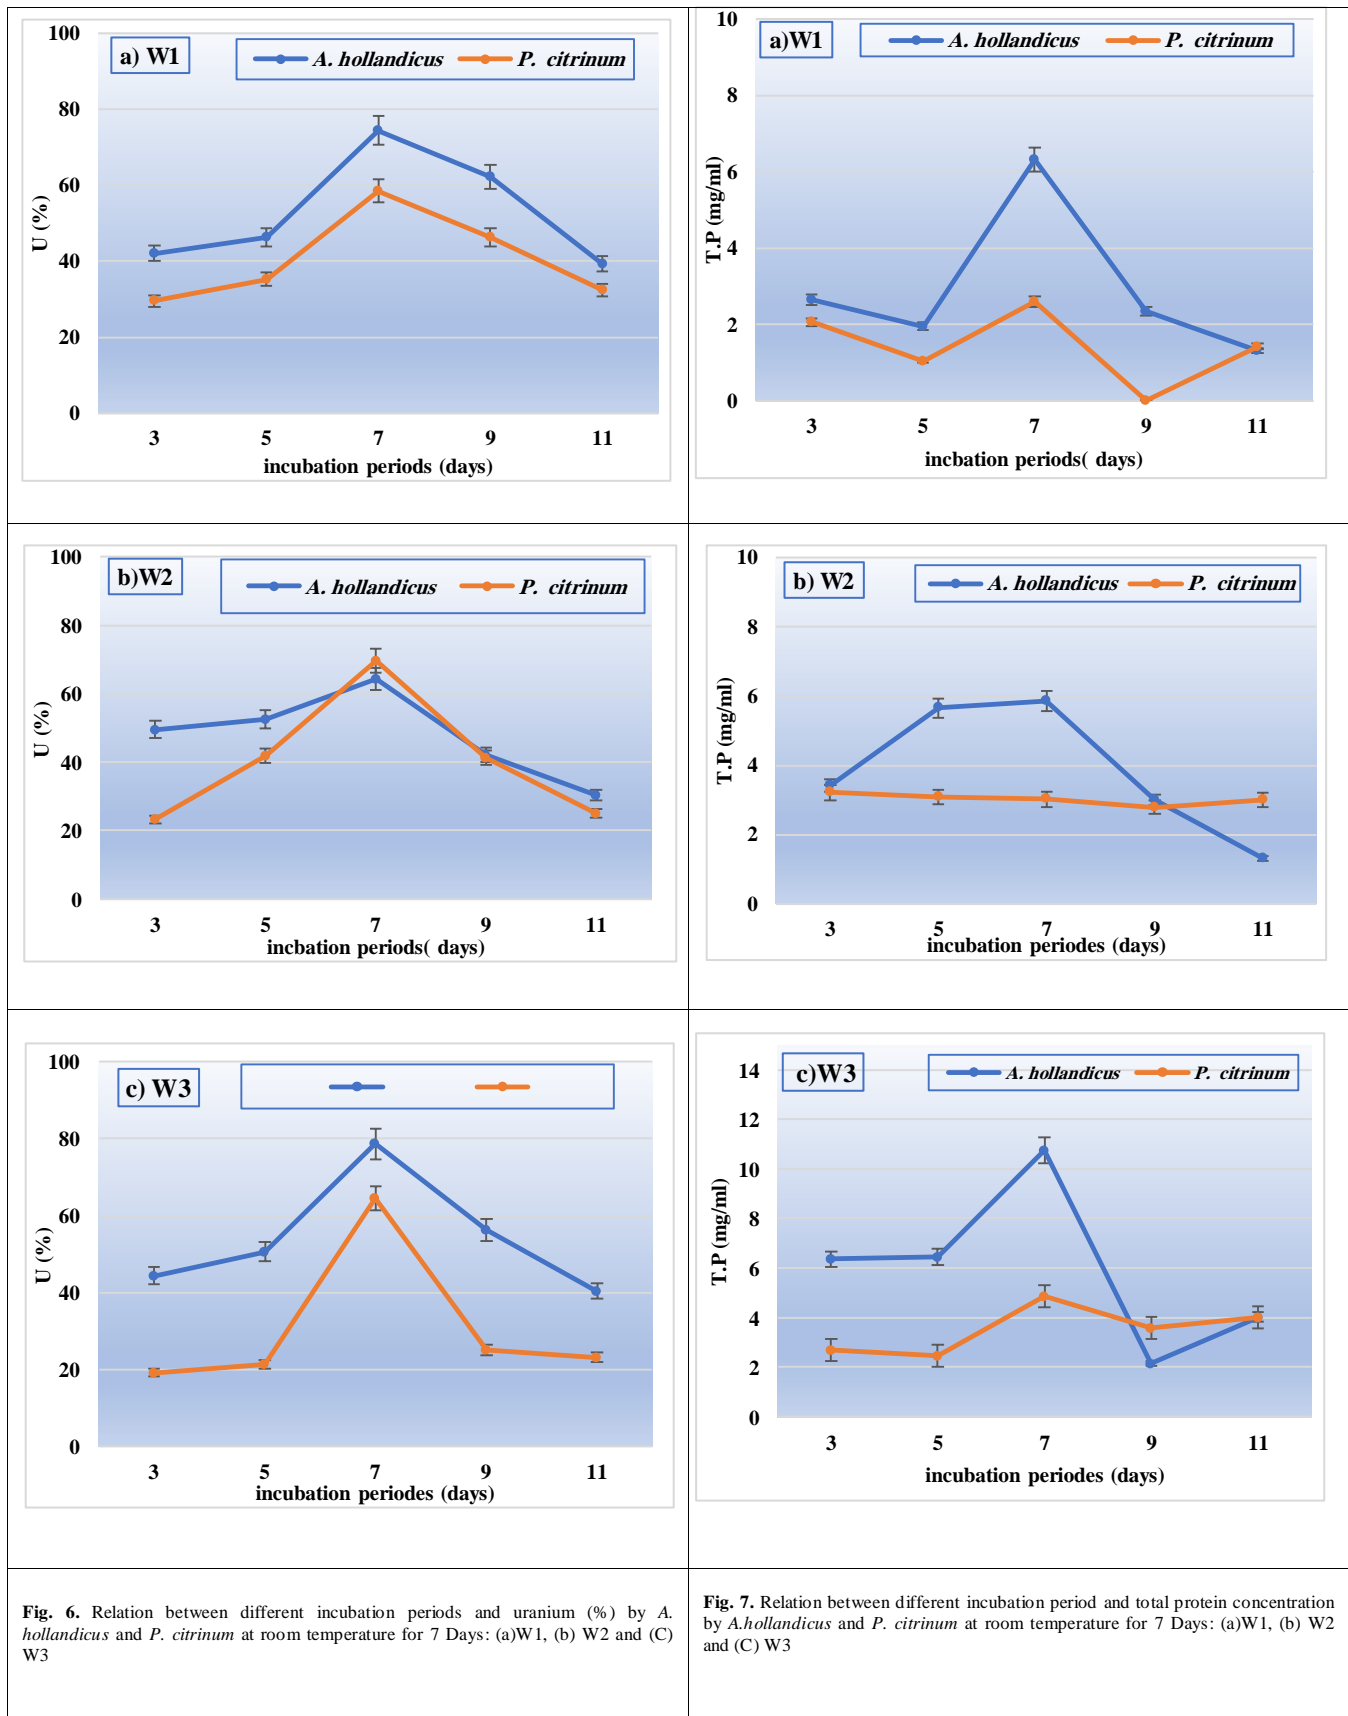 a) W1
A. hollandicus P. citrinum
100
80
60
40
20
0
U (%)
3 5 7 9 11
incubation periods (days)
a)W1
A. hollandicus P. citrinum
10
8
6
4
2
0
T.P (mg/ml)
3 5 7 9 11
incbation periods( days)
b)W2
A. hollandicus P. citrinum
100
80
60
40
20
0
U (%)
3 5 7 9 11
incbation periods( days)
b) W2
A. hollandicus P. citrinum
10
8
6
4
2
0
T.P (mg/ml)
3 5 7 9 11
incubation periodes (days)
c) W3
100
80
60
40
20
0
U (%)
3 5 7 9 11
incubation periodes (days)
c)W3
A. hollandicus P. citrinum
14
12
10
8
6
4
2
0
T.P (mg/ml)
3 5 7 9 11
incubation periodes (days)
Fig. 6. Relation between different incubation periods and uranium (%) by A.
hollandicus and P. citrinum at room temperature for 7 Days: (a)W1, (b) W2 and (C)
W3
Fig. 7. Relation between different incubation period and total protein concentration
by A.hollandicus and P. citrinum at room temperature for 7 Days: (a)W1, (b) W2
and (C) W3